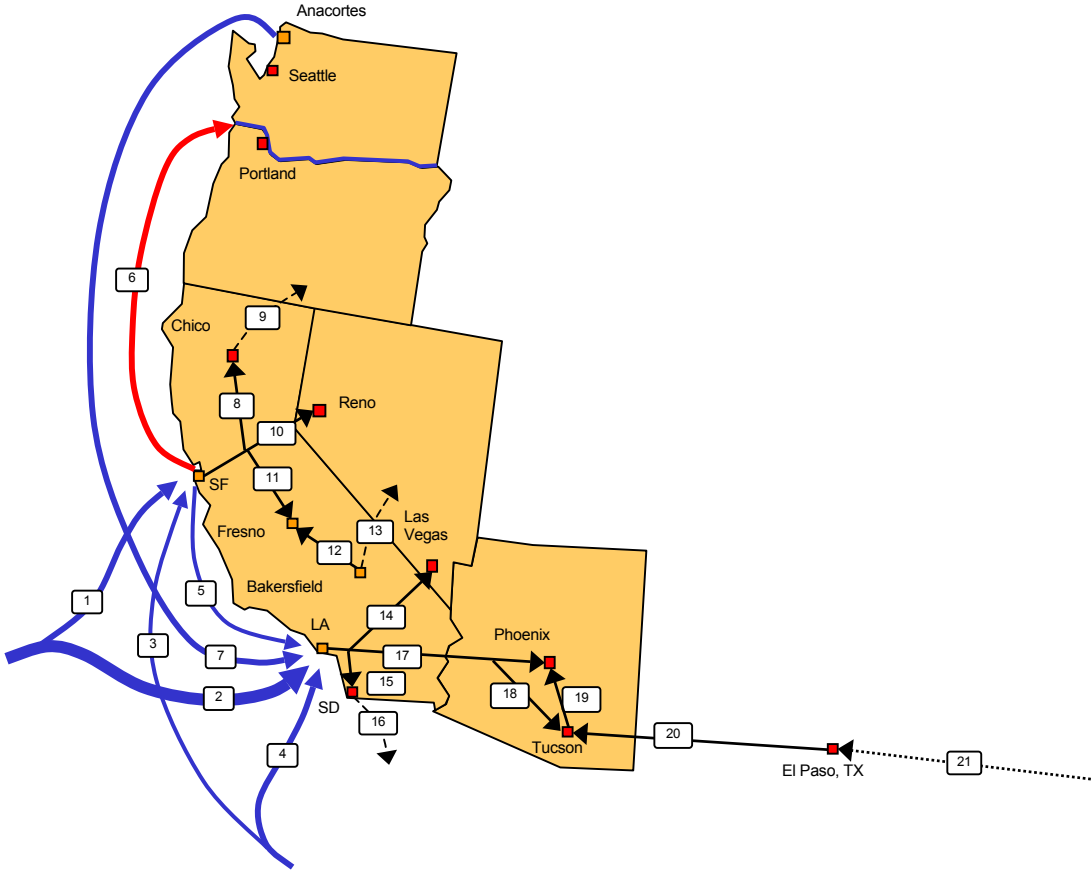 Anacortes
Seattle
Portland
6
9
Chico
8
Reno
10
SF
11
Las
Vegas
13
Fresno
12
Bakersfield
5
1
14
LA
3
Phoenix
7
17
15
18
19
2
SD
16
20
Tucson
4
El Paso, TX
21